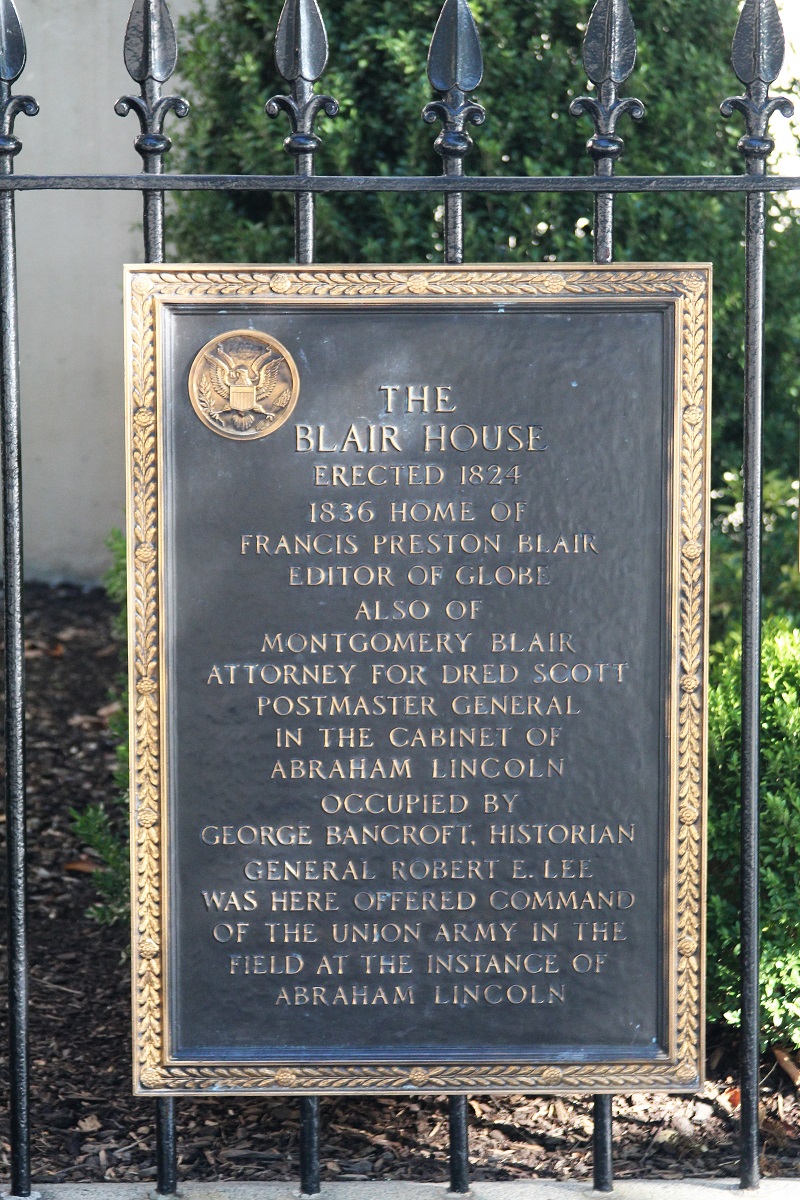 THE
BLAIR HOUSE
ERECTED 1824
1836 HOME OF
FRANCIS PRESTON BLAIR
EDITOR OF GLOBE
ALSO OF
MONTGOMERY BLAIR
ATTORNEY FOR DRED SCOTT
POSTMASTER GENERAL
IN THE CABINET OF
ABRAHAM LINCOLN
OCCUPIED BY
GEORGE BANCROFT, HISTORIAN
GENERAL ROBERT E. LEE
WAS HERE OFFERED COMMAND
OF THE UNION ARMY IN THE
FIELD AT THE INSTANCE OF
ABRAHAM LINCOLN